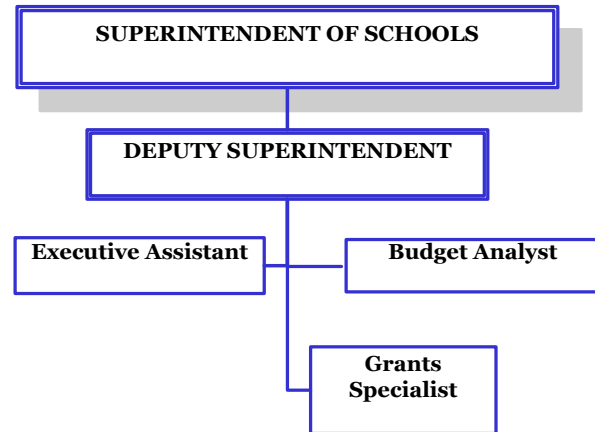 SUPERINTENDENT OF SCHOOLS
DEPUTY SUPERINTENDENT
Executive Assistant
Budget Analyst
Grants
Specialist